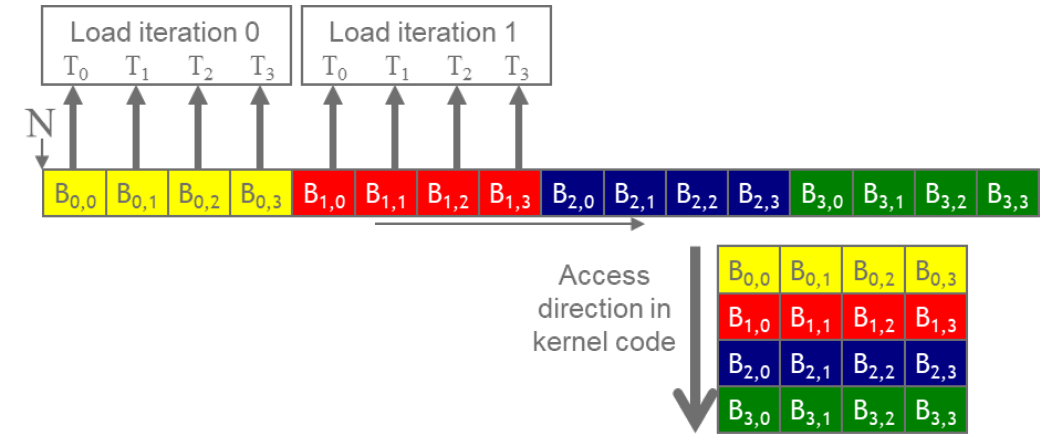 Load iteration 0 Load iteration 1
T0 T1 T2 T3 T0 T1 T2 T3
N
B0,0 B0,1 B0,2 B0,3 B1,0 B1,1 B1,2 B1,3 B2,0 B2,1 B2,2 B2,3 B3,0 B3,1 B3,2 B3,3
Access
direction in
kernel code
B0,0 B0,1 B0,2 B0,3
B1,0 B1,1 B1,2 B1,3
B2,0 B2,1 B2,2 B2,3
B3,0 B3,1 B3,2 B3,3